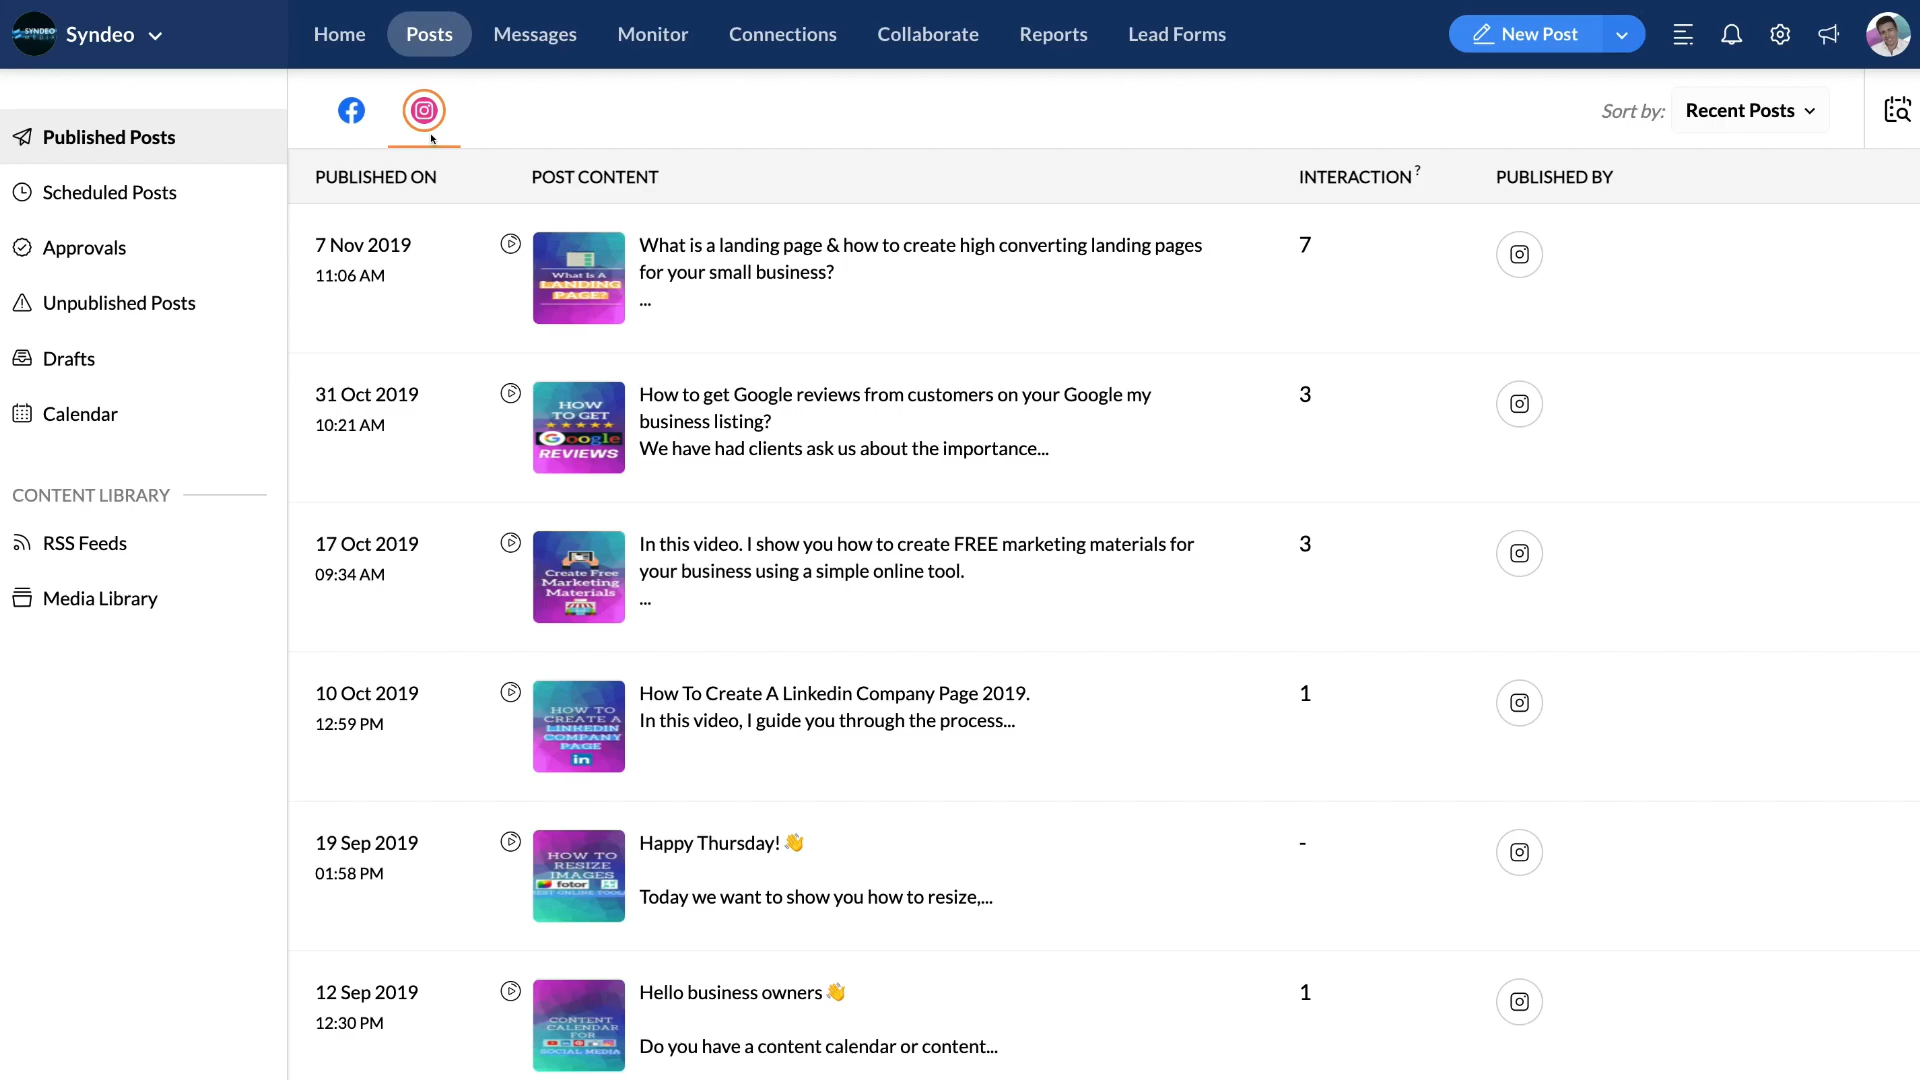 SYNDEO
Syndeo
Home
Posts
Messages
Monitor
Connections
Collaborate
Reports
Lead Forms
New Post
Published Posts
Scheduled Posts
Approvals
Unpublished Posts
Drafts
Calendar
CONTENT LIBRARY
RSS Feeds
Media Library
Sort by:
Recent Posts
PUBLISHED ON
POST CONTENT
INTERACTION ?
PUBLISHED BY
7 Nov 2019
11:06 AM
What Is A
LANDING
PAGE?
What is a landing page & how to create high converting landing pages
for your small business?
...
7
31 Oct 2019
10:21 AM
HOW
TO GET
Google
REVIEWS
How to get Google reviews from customers on your Google my
business listing?
We have had clients ask us about the importance...
3
17 Oct 2019
09:34 AM
Create Free
Marketing
Materials
In this video. I show you how to create FREE marketing materials for
your business using a simple online tool.
...
3
10 Oct 2019
12:59 PM
HOW TO
CREATE A
LINKEDIN
COMPANY
PAGE
in
How To Create A Linkedin Company Page 2019.
In this video, I guide you through the process...
1
19 Sep 2019
01:58 PM
HOW TO
RESIZE
IMAGES
fotor
Happy Thursday! 👋
Today we want to show you how to resize,...
-
12 Sep 2019
12:30 PM
CONTENT
CALENDAR
FOR
SOCIAL MEDIA
Hello business owners 👋
Do you have a content calendar or content...
1